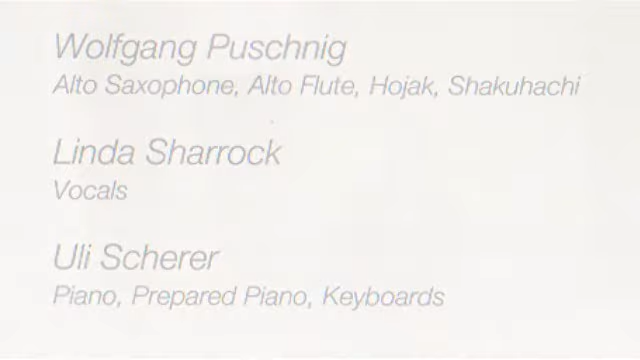 Wolfgang Puschnig
Alto Saxophone, Alto Flute, Hojak, Shakuhachi
Linda Sharrock
Vocals
Uli Scherer
Piano, Prepared Piano, Keyboards